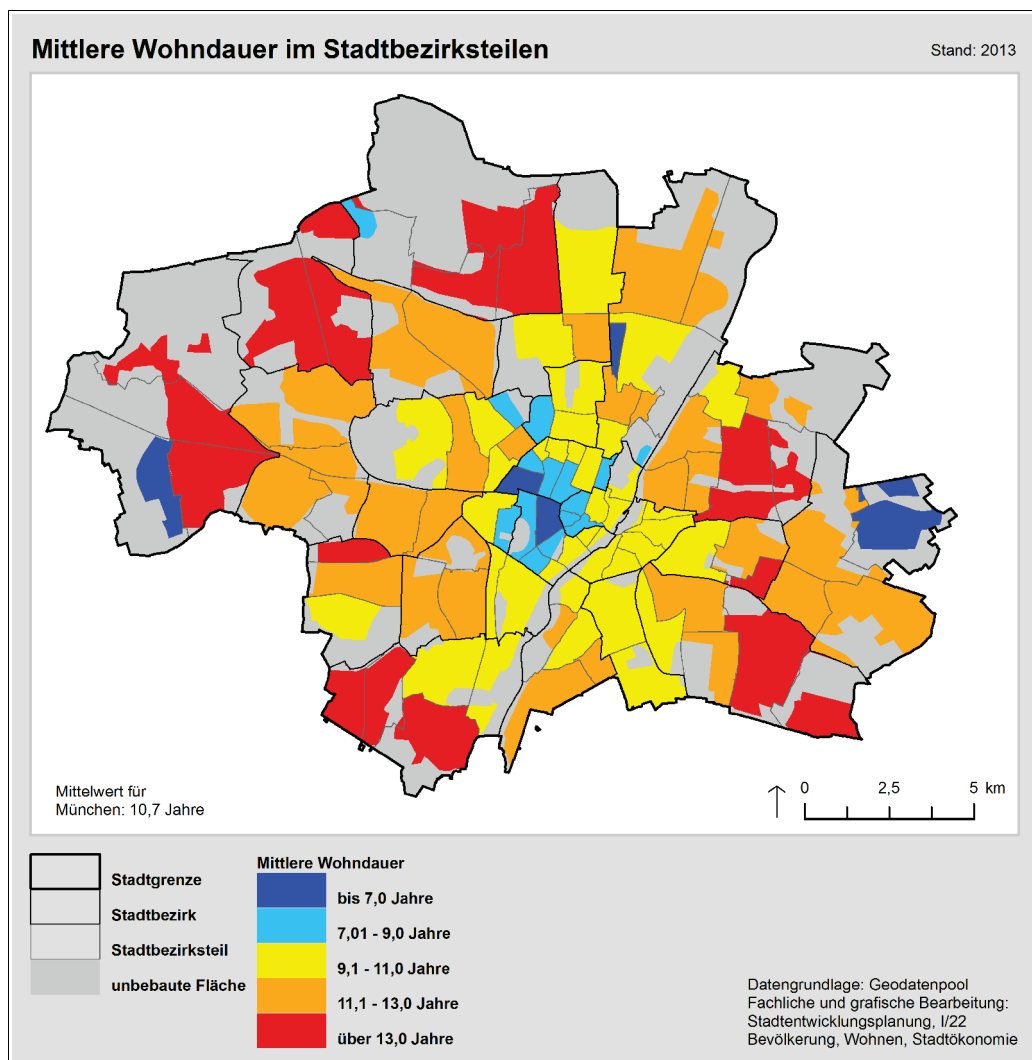 Mittlere Wohndauer im Stadtbezirksteilen
Stand: 2013
Mittelwert für
München: 10,7 Jahre
0 2,5 5 km
Stadtgrenze
Stadtbezirk
Stadtbezirksteil
unbebaute Fläche
Mittlere Wohndauer
bis 7,0 Jahre
7,01 - 9,0 Jahre
9,1 - 11,0 Jahre
11,1 - 13,0 Jahre
über 13,0 Jahre
Datengrundlage: Geodatenpool
Fachliche und grafische Bearbeitung:
Stadtentwicklungsplanung, I/22
Bevölkerung, Wohnen, Stadtökonomie